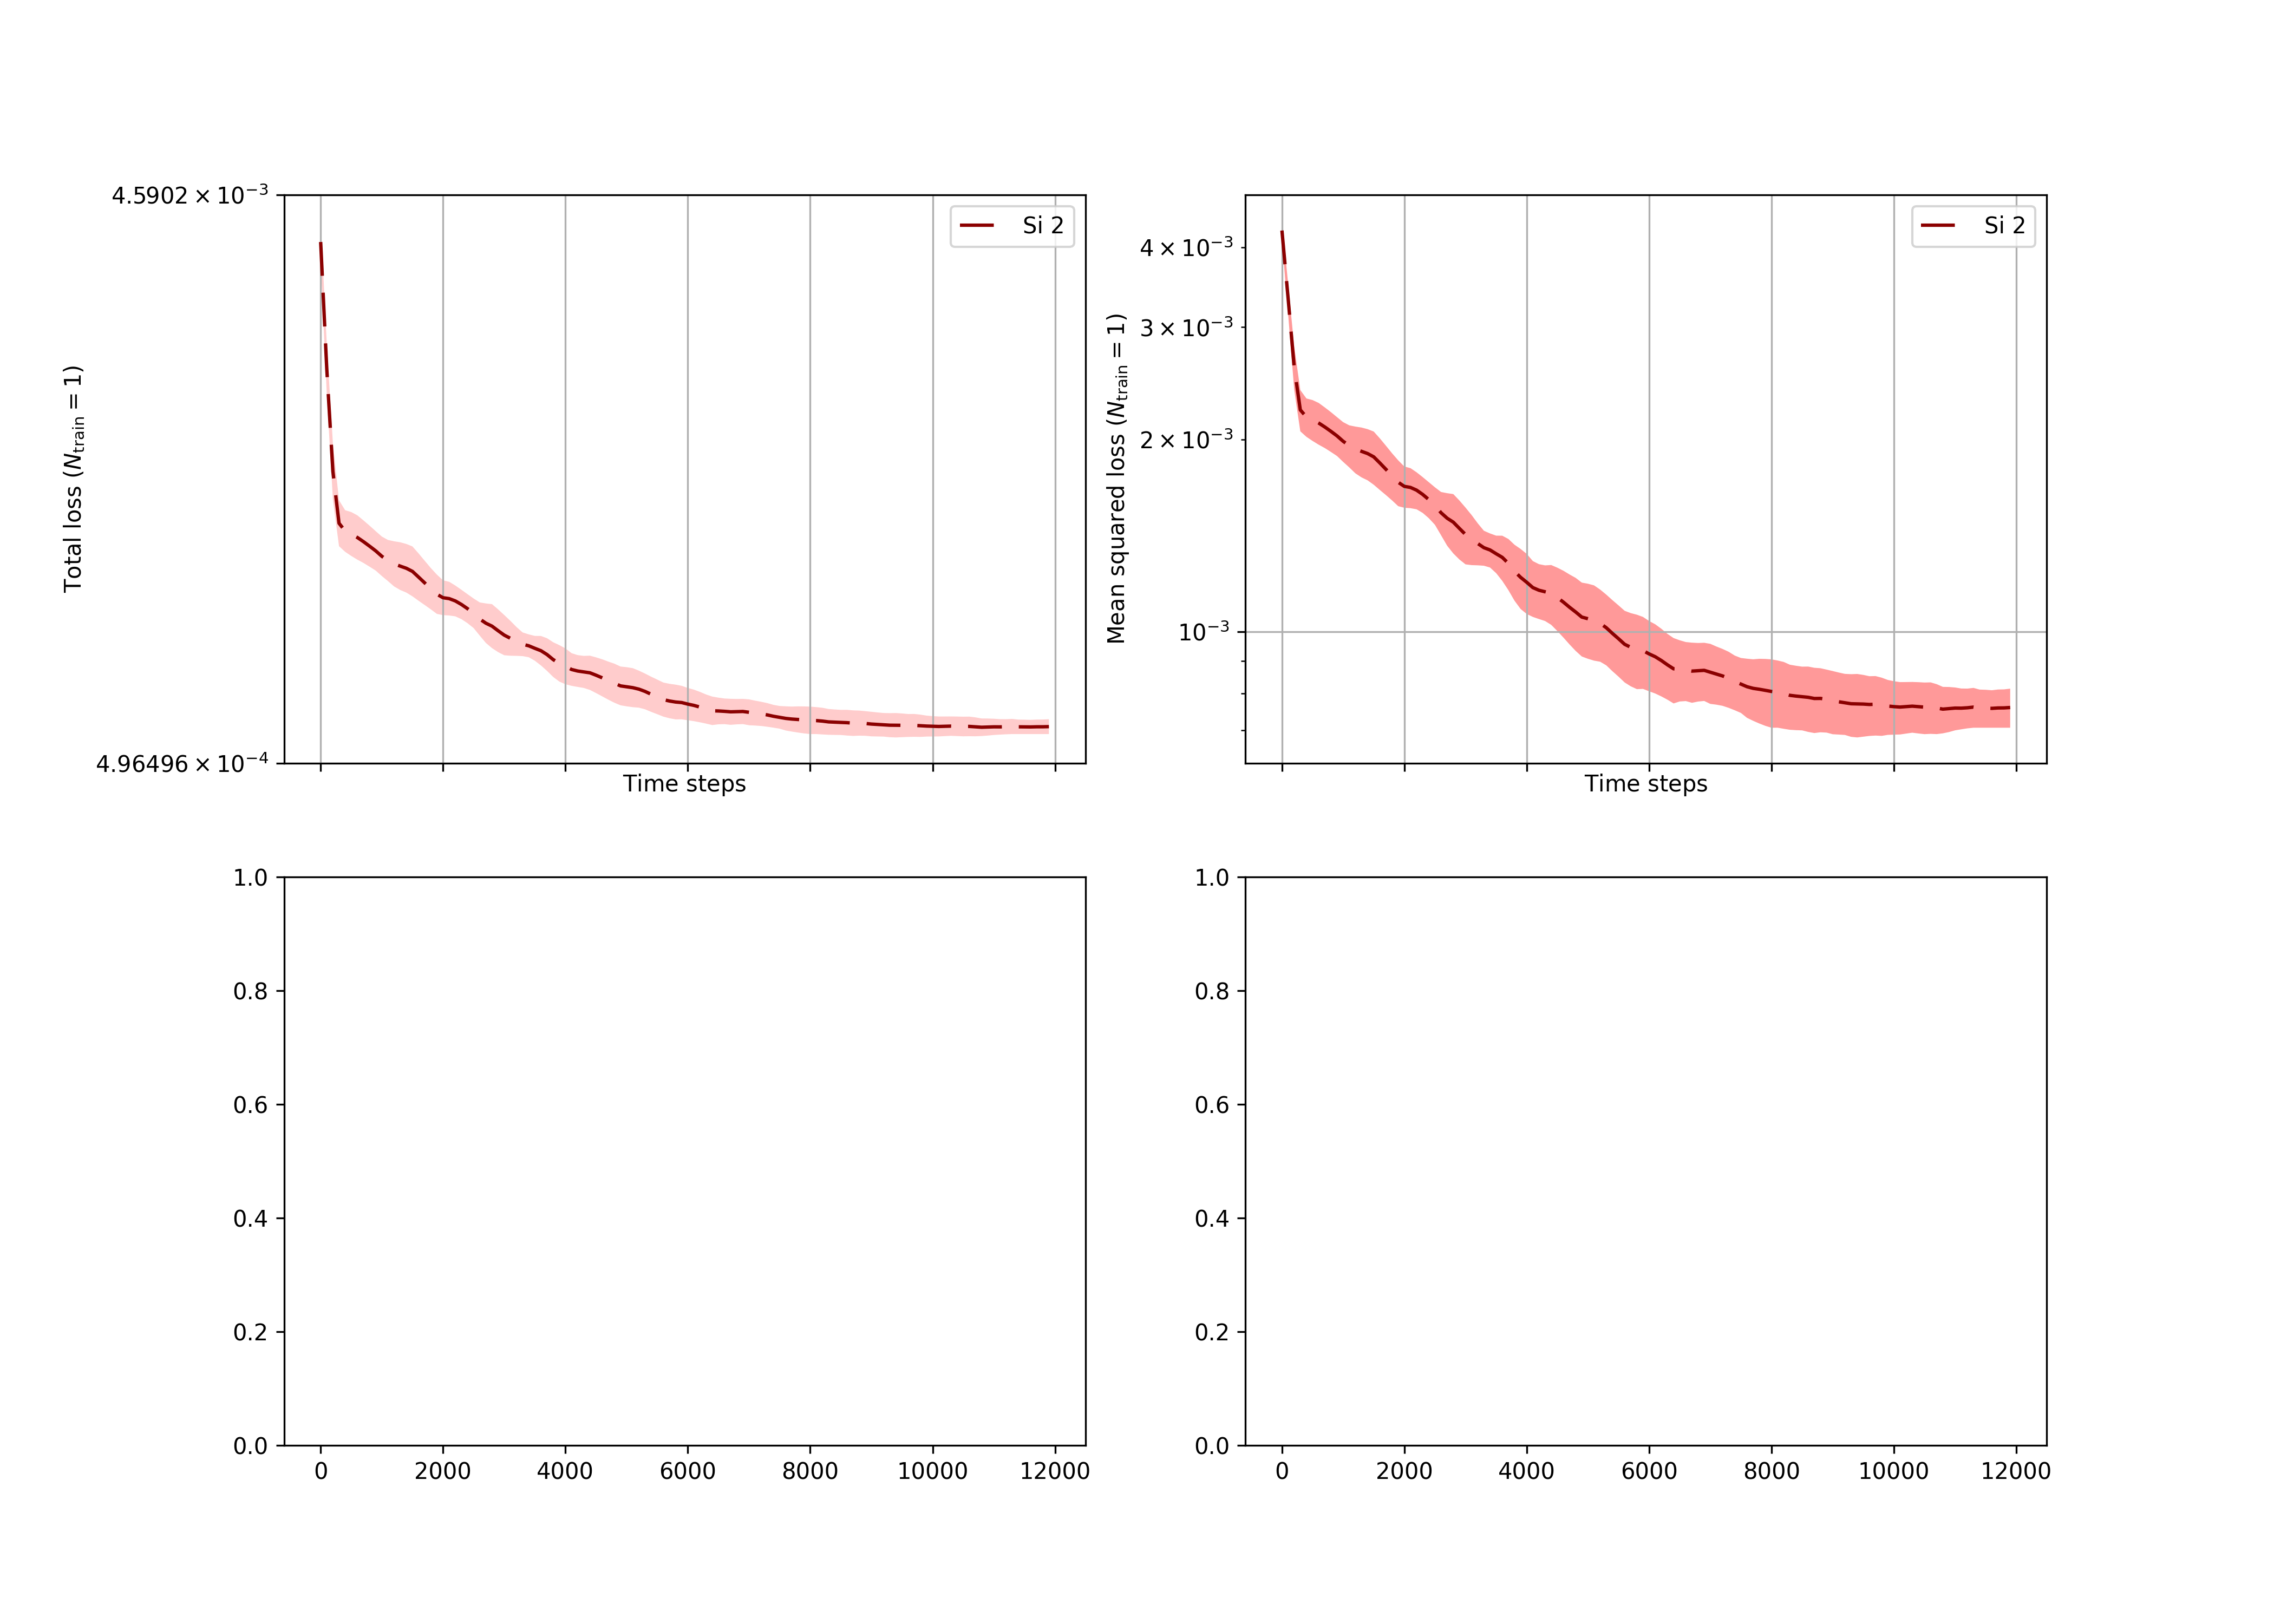 4.5902 × 10⁻³
Total loss (N_train = 1)
4.96496 × 10⁻⁴
Si 2
Time steps
4 × 10⁻³
3 × 10⁻³
2 × 10⁻³
10⁻³
Mean squared loss (N_train = 1)
Si 2
Time steps
1.0
0.8
0.6
0.4
0.2
0.0
0 2000 4000 6000 8000 10000 12000
1.0
0.8
0.6
0.4
0.2
0.0
0 2000 4000 6000 8000 10000 12000